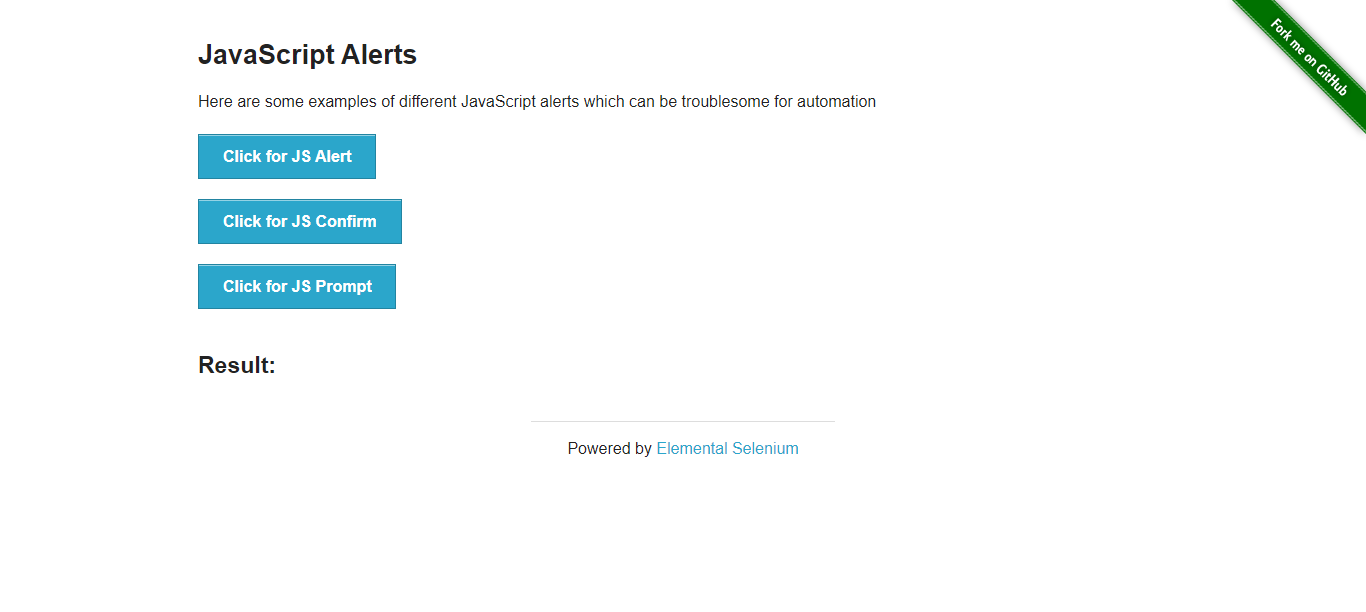 Fork me on GitHub
JavaScript Alerts
Here are some examples of different JavaScript alerts which can be troublesome for automation
Click for JS Alert
Click for JS Confirm
Click for JS Prompt
Result:
Powered by Elemental Selenium